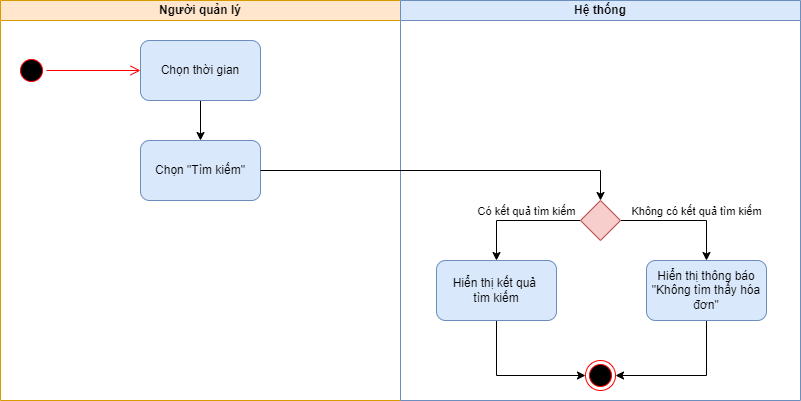 Người quản lý
Hệ thống
Chọn thời gian
Chọn "Tìm kiếm"
Có kết quả tìm kiếm
Không có kết quả tìm kiếm
Hiển thị kết quả
tìm kiếm
Hiển thị thông báo
"Không tìm thấy hóa
đơn"